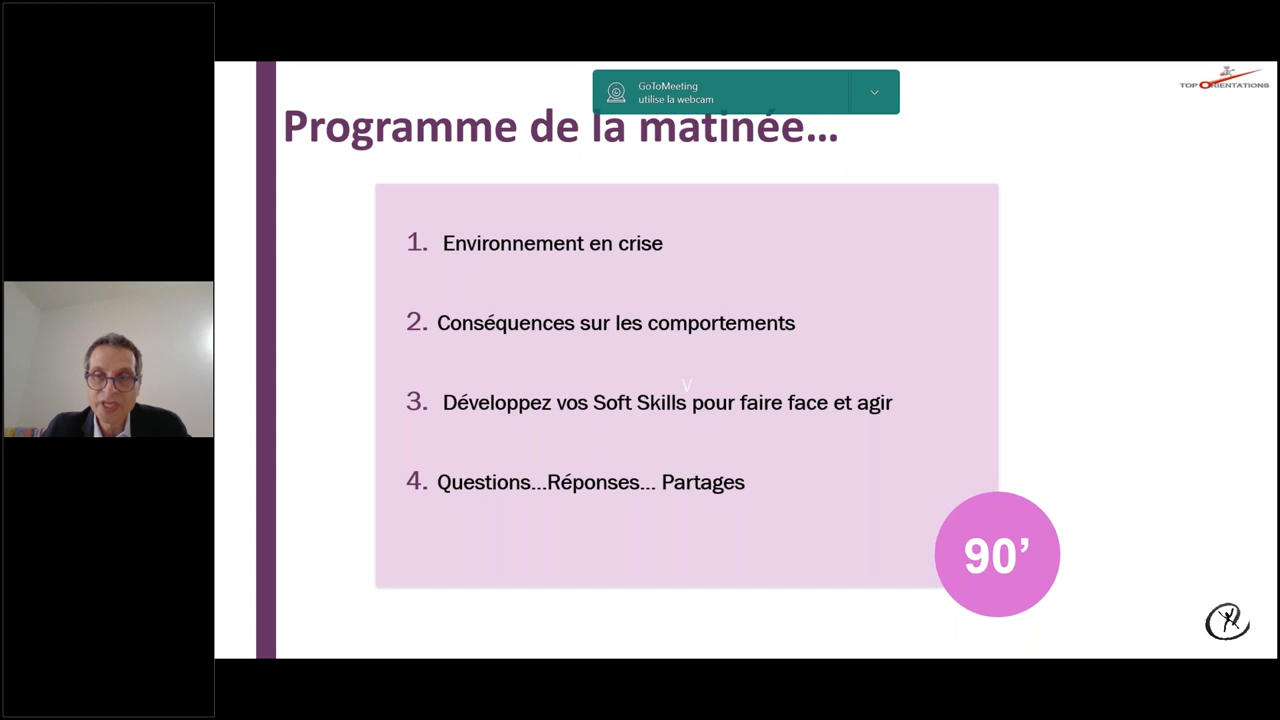 GoToMeeting
utilise la webcam
TOP ORIENTATIONS
Programme de la matinée...
1. Environnement en crise
2. Conséquences sur les comportements
V
3. Développez vos Soft Skills pour faire face et agir
4. Questions...Réponses... Partages
90’